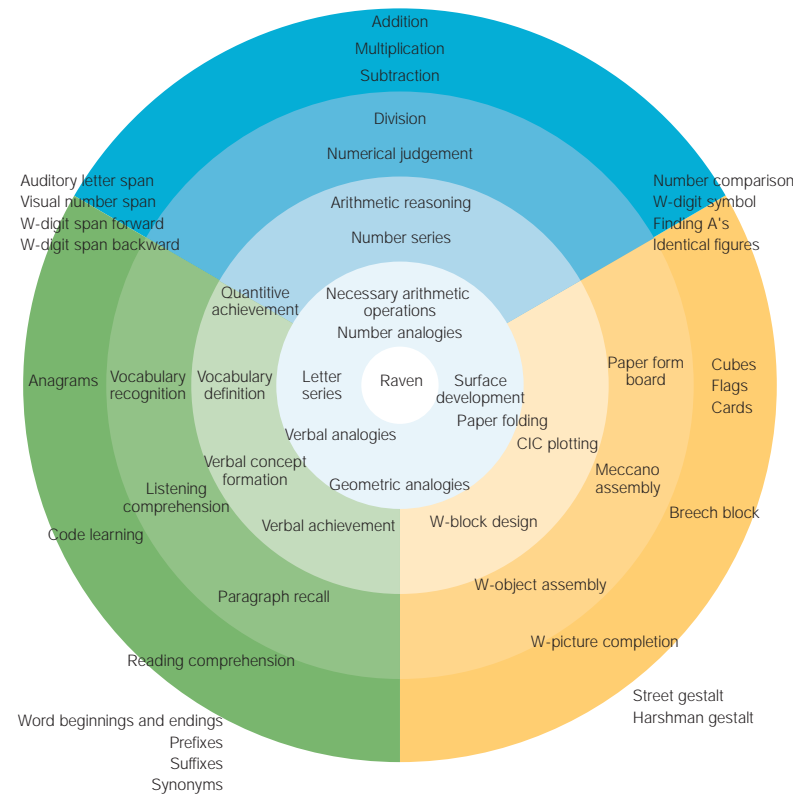 Addition
Multiplication
Subtraction
Division
Numerical judgement
Auditory letter span
Visual number span
W-digit span forward
W-digit span backward
Number comparison
W-digit symbol
Finding A's
Identical figures
Arithmetic reasoning
Number series
Quantitive
achievement
Necessary arithmetic
operations
Number analogies
Anagrams
Vocabulary
recognition
Vocabulary
definition
Letter
series
Raven
Surface
development
Paper folding
CIC plotting
Paper form
board
Cubes
Flags
Cards
Verbal analogies
Verbal concept
formation
Geometric analogies
Meccano
assembly
Listening
comprehension
Breech block
Code learning
Verbal achievement
W-block design
Paragraph recall
W-object assembly
Reading comprehension
W-picture completion
Street gestalt
Harshman gestalt
Word beginnings and endings
Prefixes
Suffixes
Synonyms